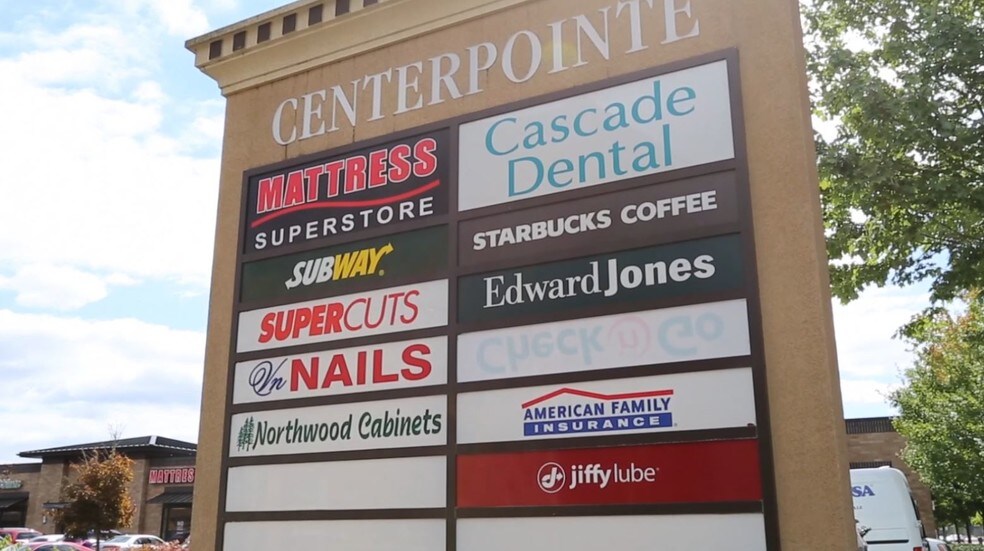 CENTERPOINTE
MATTRESS
SUPERSTORE
SUBWAY
SUPERCUTS
Vn NAILS
Northwood Cabinets
Cascade
Dental
STARBUCKS COFFEE
Edward Jones
Check n Go
AMERICAN FAMILY
INSURANCE
jiffy lube
MATTRESS